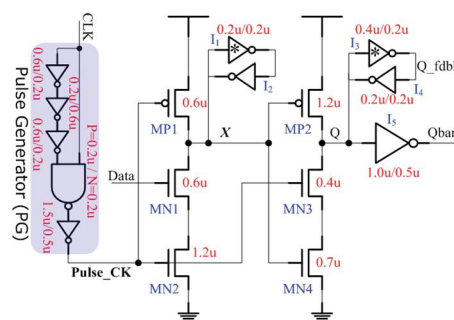 CLK
Pulse Generator (PG)
0.6u/0.2u
0.2u/0.6u
0.6u/0.2u
P=0.2u / N=0.2u
1.5u/0.5u
Pulse_CK
Data
0.6u
MP1
0.6u
MN1
1.2u
MN2
X
0.2u/0.2u
I1
*
I2
1.2u
MP2
0.4u
MN3
0.7u
MN4
Q
0.4u/0.2u
I3
*
Q_fdbk
I4
0.2u/0.2u
I5
Qbar
1.0u/0.5u